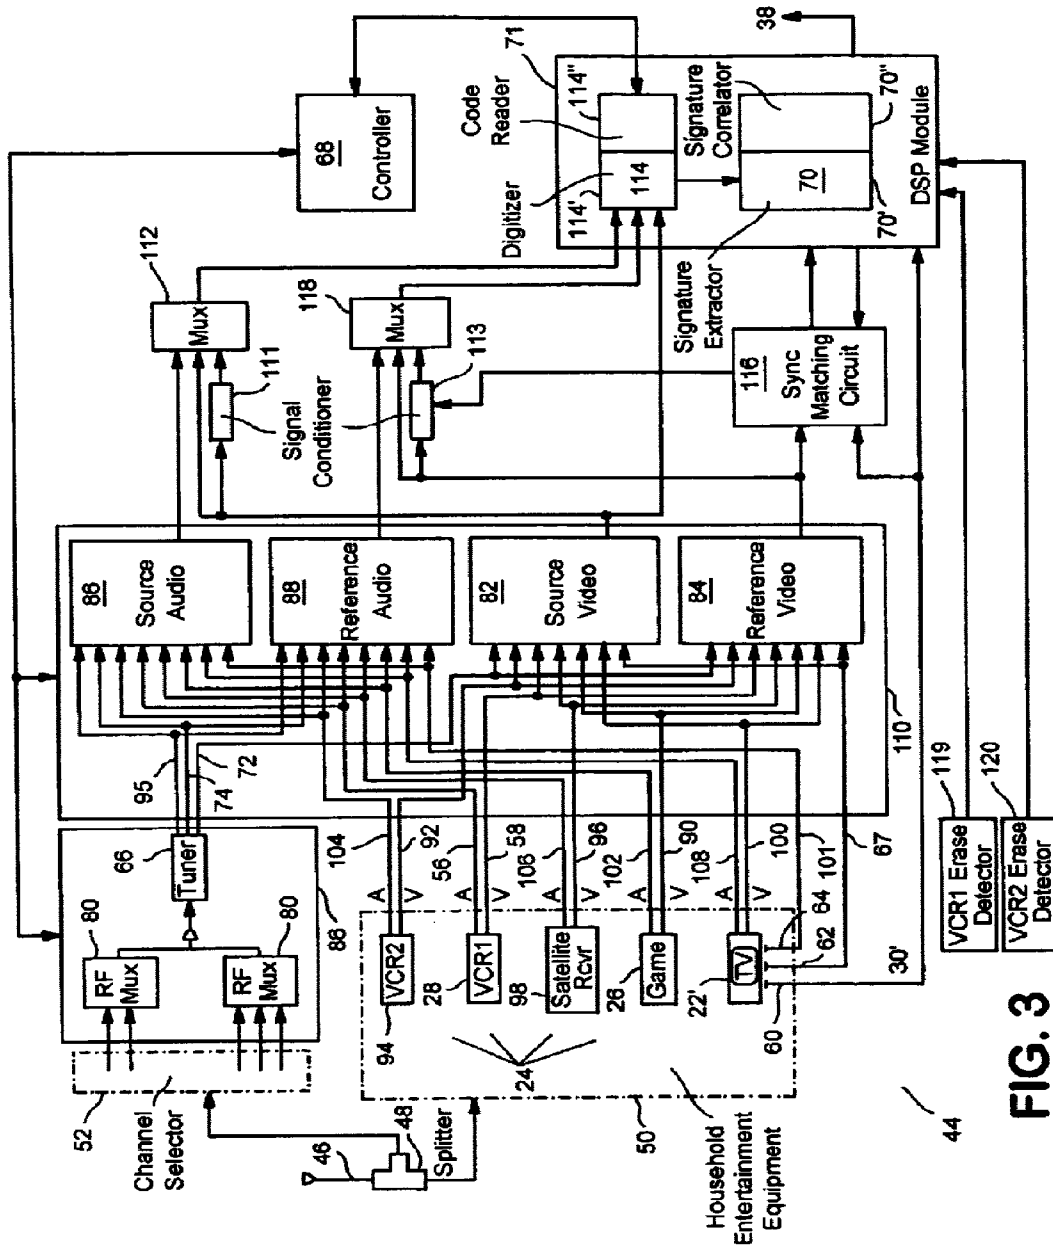 52
Channel
Selector
46
48
Splitter
RF
Mux
80
RF
Mux
80
86
Tuner
66
95
74
72
94
VCR2
28
VCR1
98
Satellite
Rcvr
26
Game
22'
TV
24
50
Household
Entertainment
Equipment
60
62
64
30'
A
V
A
V
A
V
A
V
A
V
104
92
56
58
106
96
102
90
108
100
101
67
86
Source
Audio
88
Reference
Audio
82
Source
Video
84
Reference
Video
110
111
Signal
Conditioner
113
Mux
112
Mux
118
116
Sync
Matching
Circuit
68
Controller
Digitizer
114'
114
114"
Code
Reader
71
Signature
Extractor
Signature
Correlator
70
70'
70"
DSP Module
38
VCR1 Erase
Detector
119
VCR2 Erase
Detector
120
44
FIG. 3